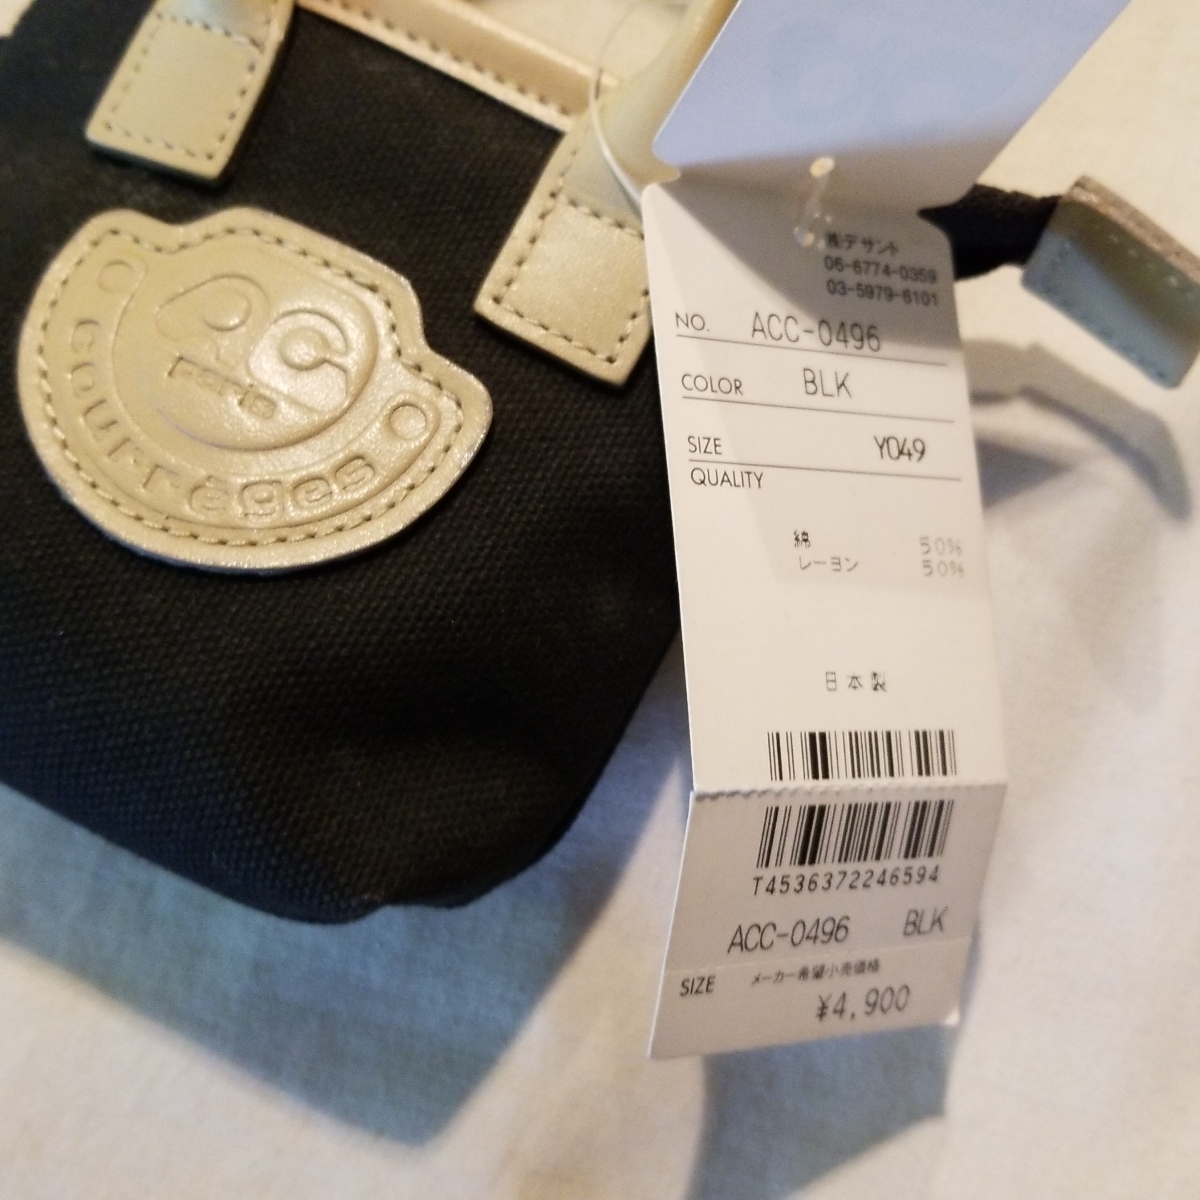 paris
courrèges
㈱デサント
06-6774-0359
03-5979-6101
NO. ACC-0496
COLOR BLK
SIZE Y049
QUALITY
綿 50%
レーヨン 50%
日本製
T4536372246594
ACC-0496 BLK
SIZE メーカー希望小売価格
¥4,900